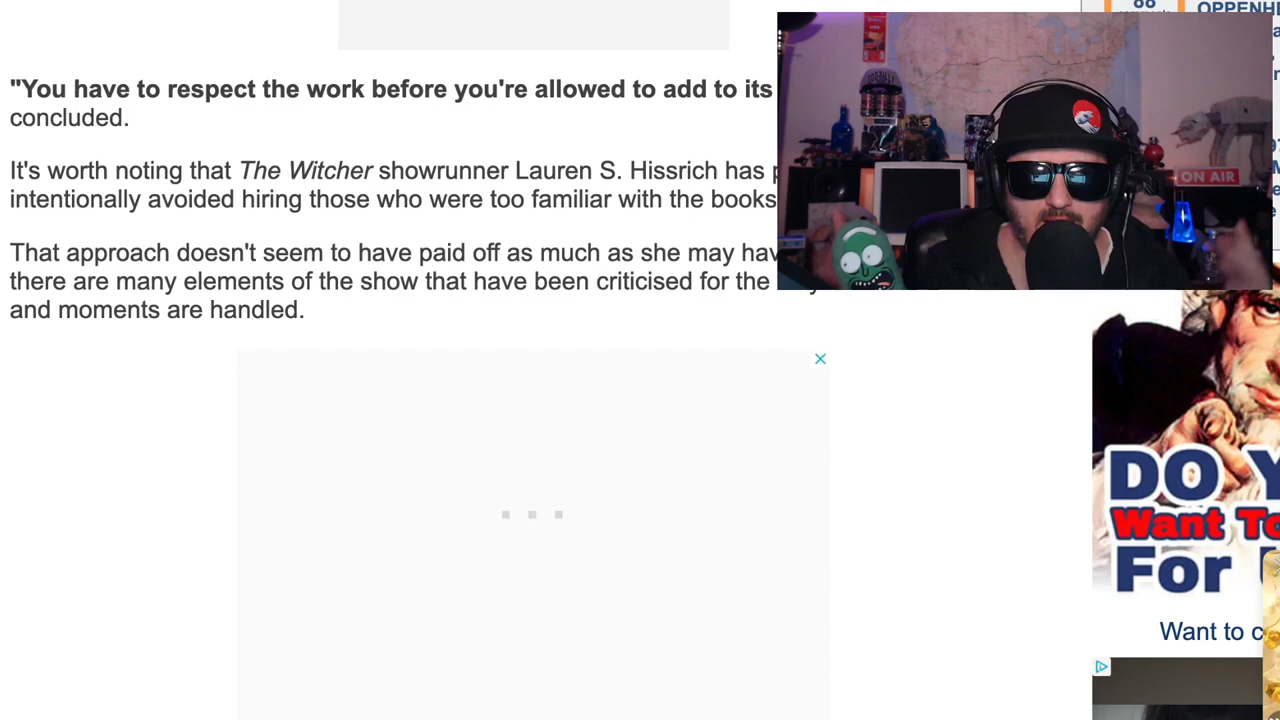 "You have to respect the work before you're allowed to add to its
concluded.
It's worth noting that The Witcher showrunner Lauren S. Hissrich has
intentionally avoided hiring those who were too familiar with the books
That approach doesn't seem to have paid off as much as she may
there are many elements of the show that have been criticised for the
and moments are handled.
OPPENH
ON AIR
DO Y
Want To
For
Want to c